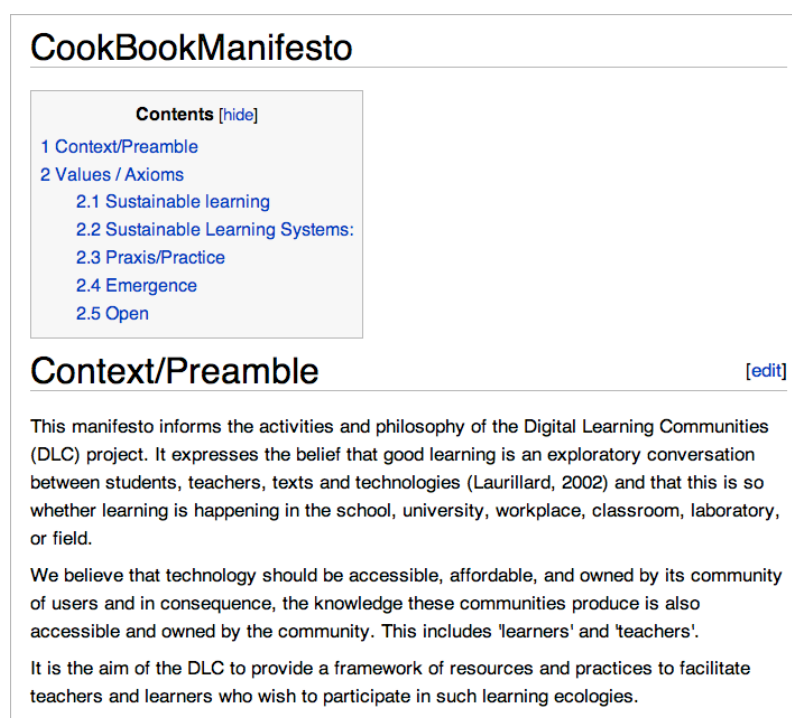 CookBookManifesto
Contents [hide]
1 Context/Preamble
2 Values / Axioms
2.1 Sustainable learning
2.2 Sustainable Learning Systems:
2.3 Praxis/Practice
2.4 Emergence
2.5 Open
Context/Preamble [edit]
This manifesto informs the activities and philosophy of the Digital Learning Communities
(DLC) project. It expresses the belief that good learning is an exploratory conversation
between students, teachers, texts and technologies (Laurillard, 2002) and that this is so
whether learning is happening in the school, university, workplace, classroom, laboratory,
or field.
We believe that technology should be accessible, affordable, and owned by its community
of users and in consequence, the knowledge these communities produce is also
accessible and owned by the community. This includes 'learners' and 'teachers'.
It is the aim of the DLC to provide a framework of resources and practices to facilitate
teachers and learners who wish to participate in such learning ecologies.